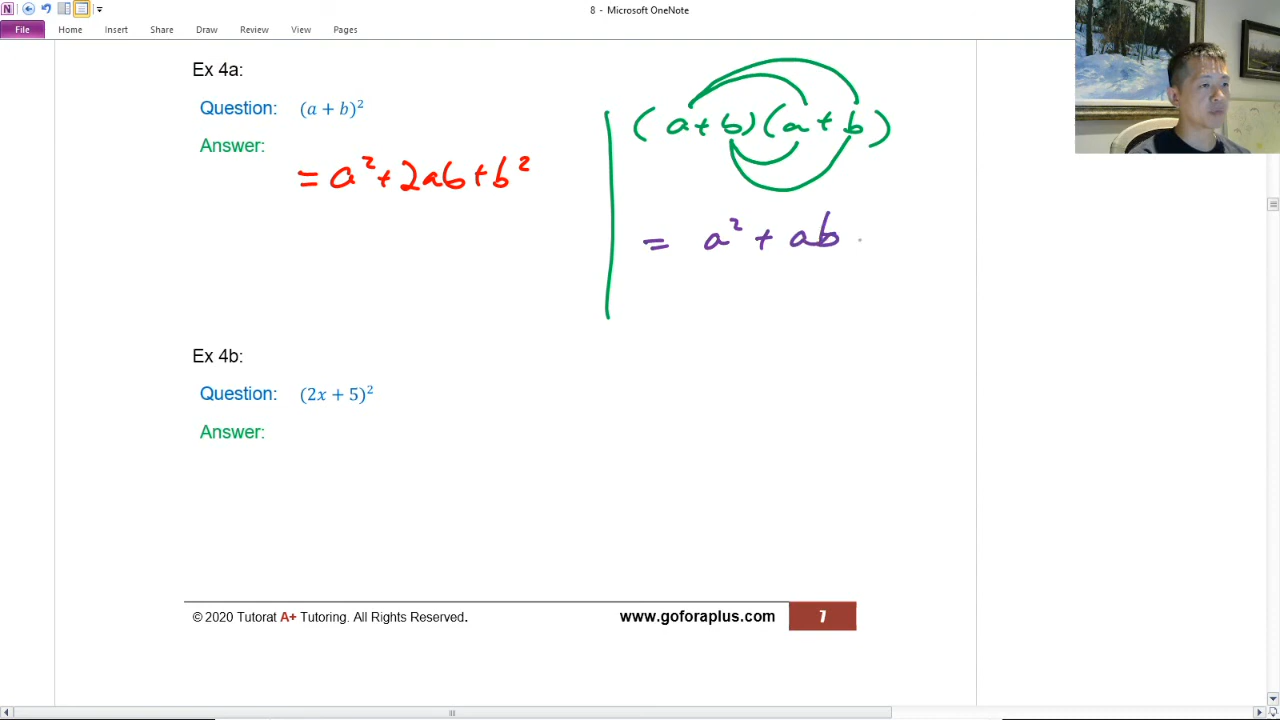 8 - Microsoft OneNote
File Home Insert Share Draw Review View Pages
Ex 4a:
Question: (a + b)²
Answer:
= a² + 2ab + b²
(a + b)(a + b)
= a² + ab
Ex 4b:
Question: (2x + 5)²
Answer:
© 2020 Tutorat A+ Tutoring. All Rights Reserved.
www.goforaplus.com
7